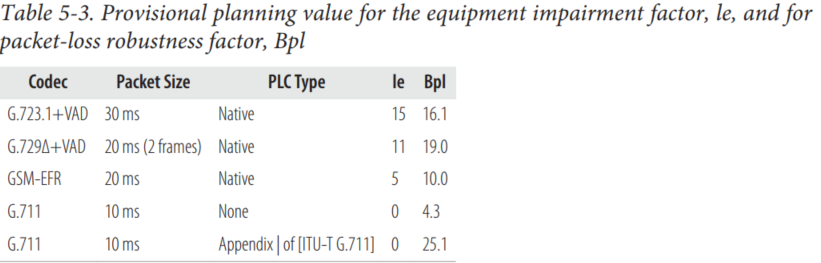 Table 5-3. Provisional planning value for the equipment impairment factor, le, and for
packet-loss robustness factor, Bpl
Codec Packet Size PLC Type le Bpl
G.723.1+VAD 30 ms Native 15 16.1
G.729Δ+VAD 20 ms (2 frames) Native 11 19.0
GSM-EFR 20 ms Native 5 10.0
G.711 10 ms None 0 4.3
G.711 10 ms Appendix | of [ITU-T G.711] 0 25.1